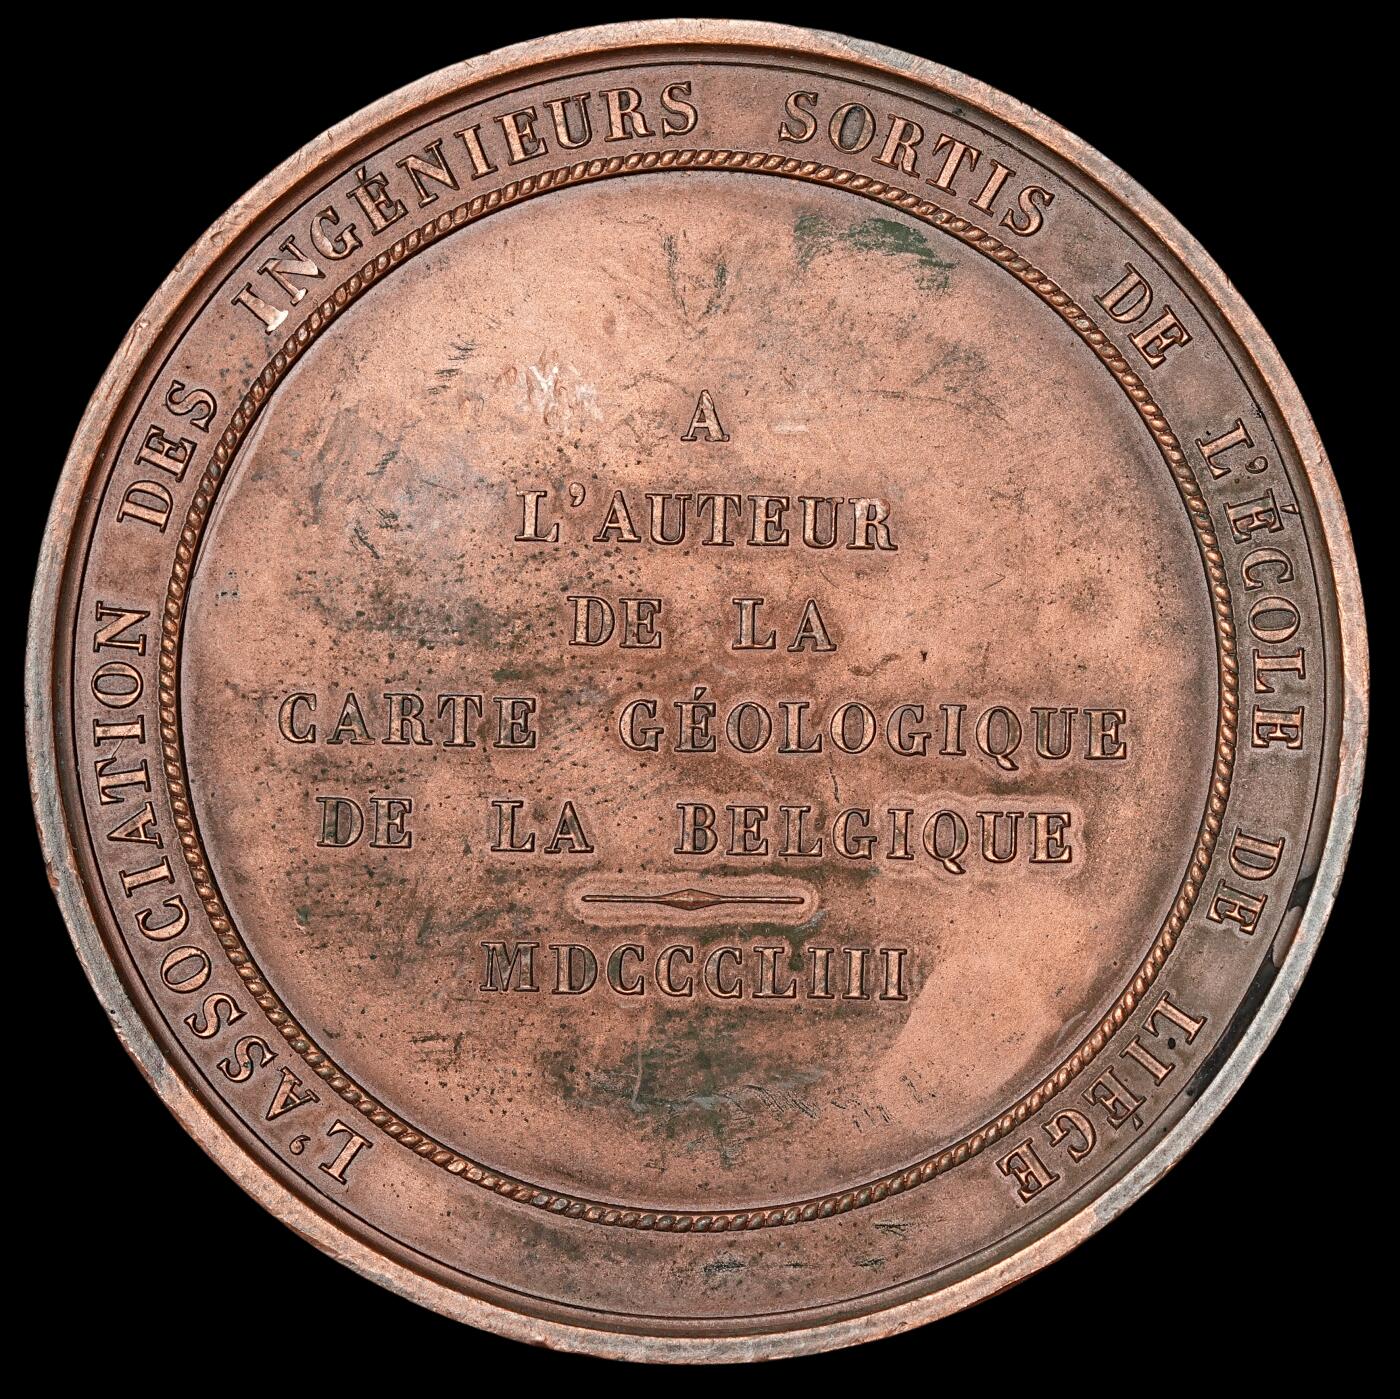 L'ASSOCIATION DES INGÉNIEURS SORTIS DE L'ÉCOLE DE LIÉGE
A
L'AUTEUR
DE LA
CARTE GÉOLOGIQUE
DE LA BELGIQUE
MDCCCLIII